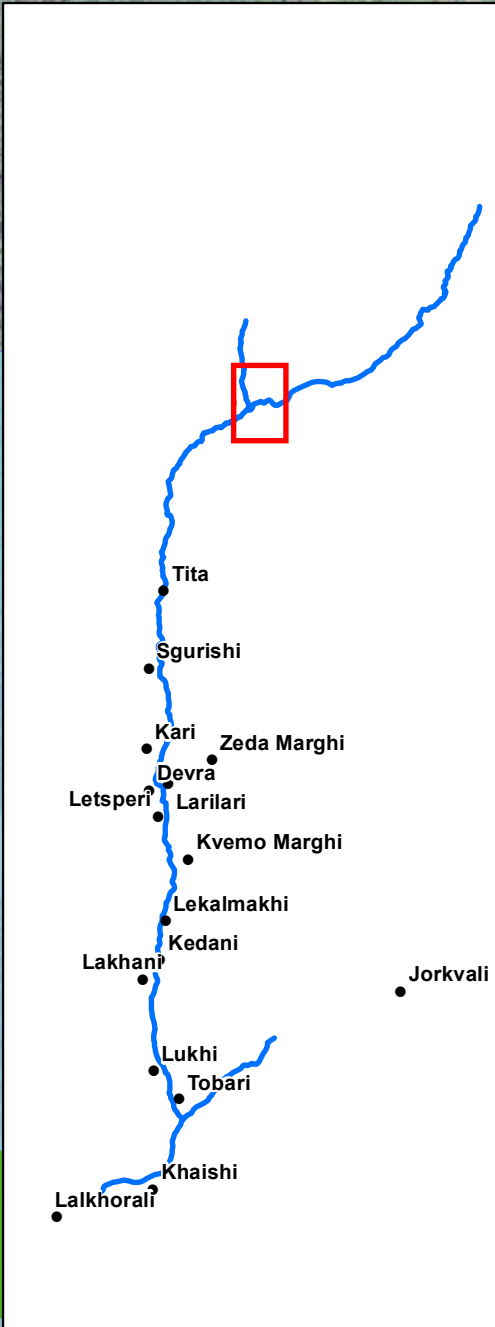 Tita
Sgurishi
Kari
Zeda Marghi
Devra
Letsperi
Larilari
Kvemo Marghi
Lekalmakhi
Kedani
Lakhani
Jorkvali
Lukhi
Tobari
Khaishi
Lalkhorali